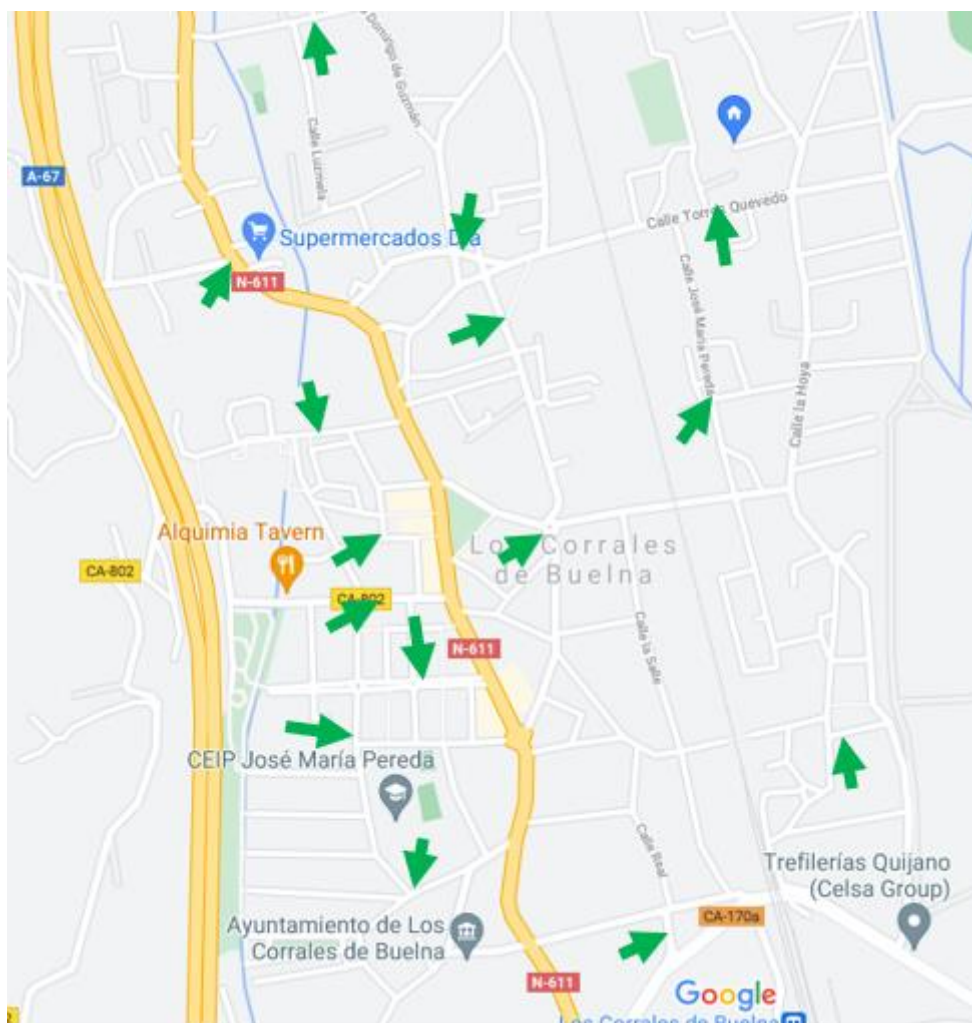 Domingo de Guzmán
Calle Luzmela
A-67
Calle Torres Quevedo
Supermercados Dia
N-611
Calle José María Pereda
Calle la Hoya
Alquimia Tavern
Los Corrales
de Buelna
CA-802
CA-802
Calle la Salle
N-611
CEIP José María Pereda
Calle Real
Trefilerías Quijano
(Celsa Group)
CA-170a
Ayuntamiento de Los
Corrales de Buelna
N-611
Google
Los Corrales de Buelna